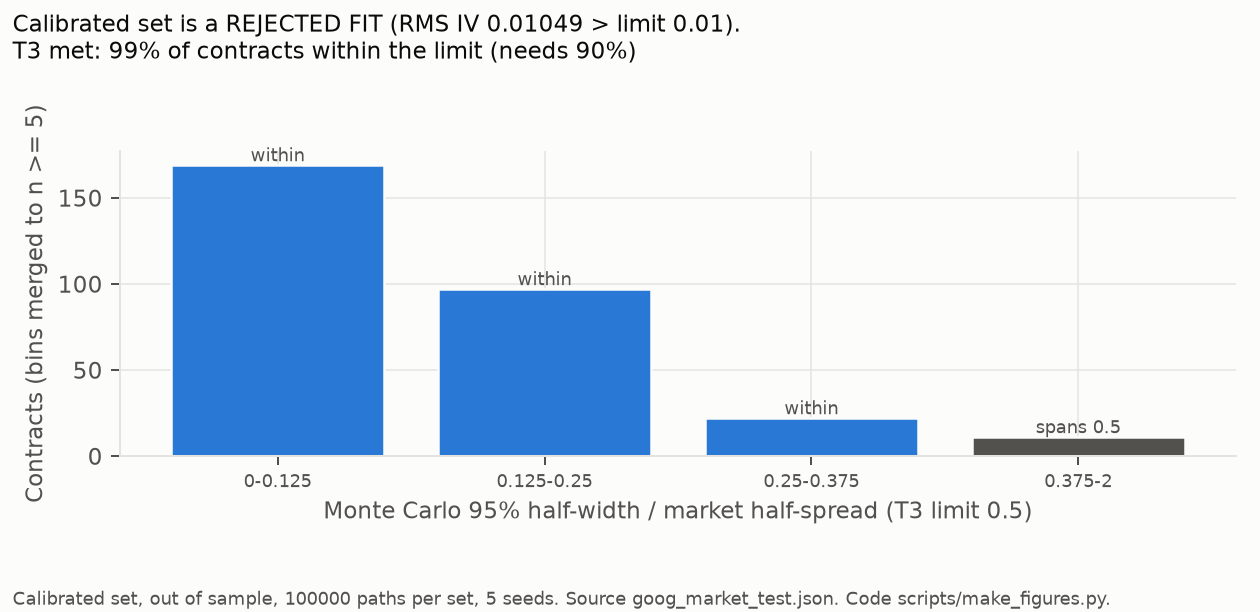 Calibrated set is a REJECTED FIT (RMS IV 0.01049 > limit 0.01).
T3 met: 99% of contracts within the limit (needs 90%)
Contracts (bins merged to n >= 5)
150
100
50
0
within
within
within
spans 0.5
0-0.125
0.125-0.25
0.25-0.375
0.375-2
Monte Carlo 95% half-width / market half-spread (T3 limit 0.5)
Calibrated set, out of sample, 100000 paths per set, 5 seeds. Source goog_market_test.json. Code scripts/make_figures.py.